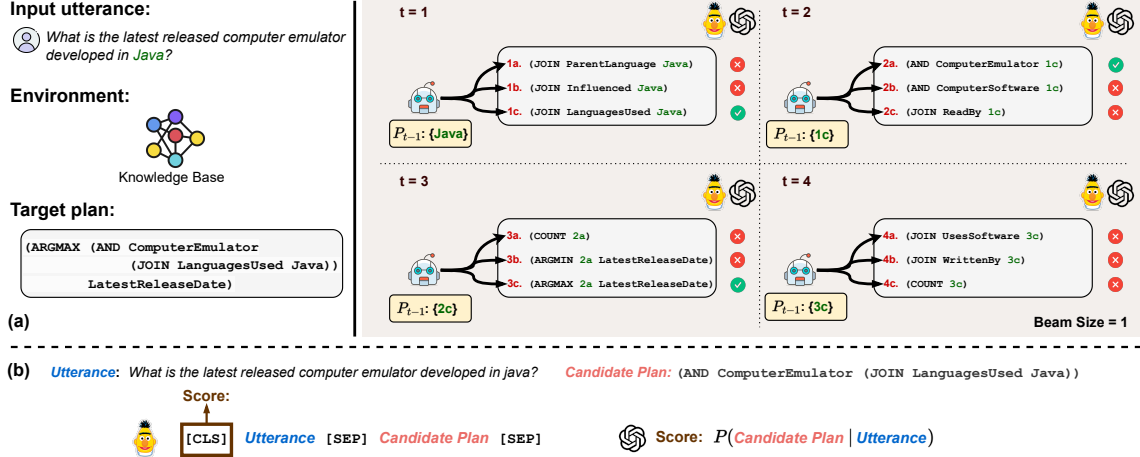 Input utterance:
What is the latest released computer emulator
developed in Java?
Environment:
Knowledge Base
Target plan:
(ARGMAX (AND ComputerEmulator
(JOIN LanguagesUsed Java))
LatestReleaseDate)
(a)
t = 1
1a. (JOIN ParentLanguage Java)
1b. (JOIN Influenced Java)
1c. (JOIN LanguagesUsed Java)
P_{t−1}: {Java}
t = 2
2a. (AND ComputerEmulator 1c)
2b. (AND ComputerSoftware 1c)
2c. (JOIN ReadBy 1c)
P_{t−1}: {1c}
t = 3
3a. (COUNT 2a)
3b. (ARGMIN 2a LatestReleaseDate)
3c. (ARGMAX 2a LatestReleaseDate)
P_{t−1}: {2c}
t = 4
4a. (JOIN UsesSoftware 3c)
4b. (JOIN WrittenBy 3c)
4c. (COUNT 3c)
P_{t−1}: {3c}
Beam Size = 1
(b) Utterance: What is the latest released computer emulator developed in java? Candidate Plan: (AND ComputerEmulator (JOIN LanguagesUsed Java))
Score:
[CLS] Utterance [SEP] Candidate Plan [SEP]
Score: P(Candidate Plan | Utterance)